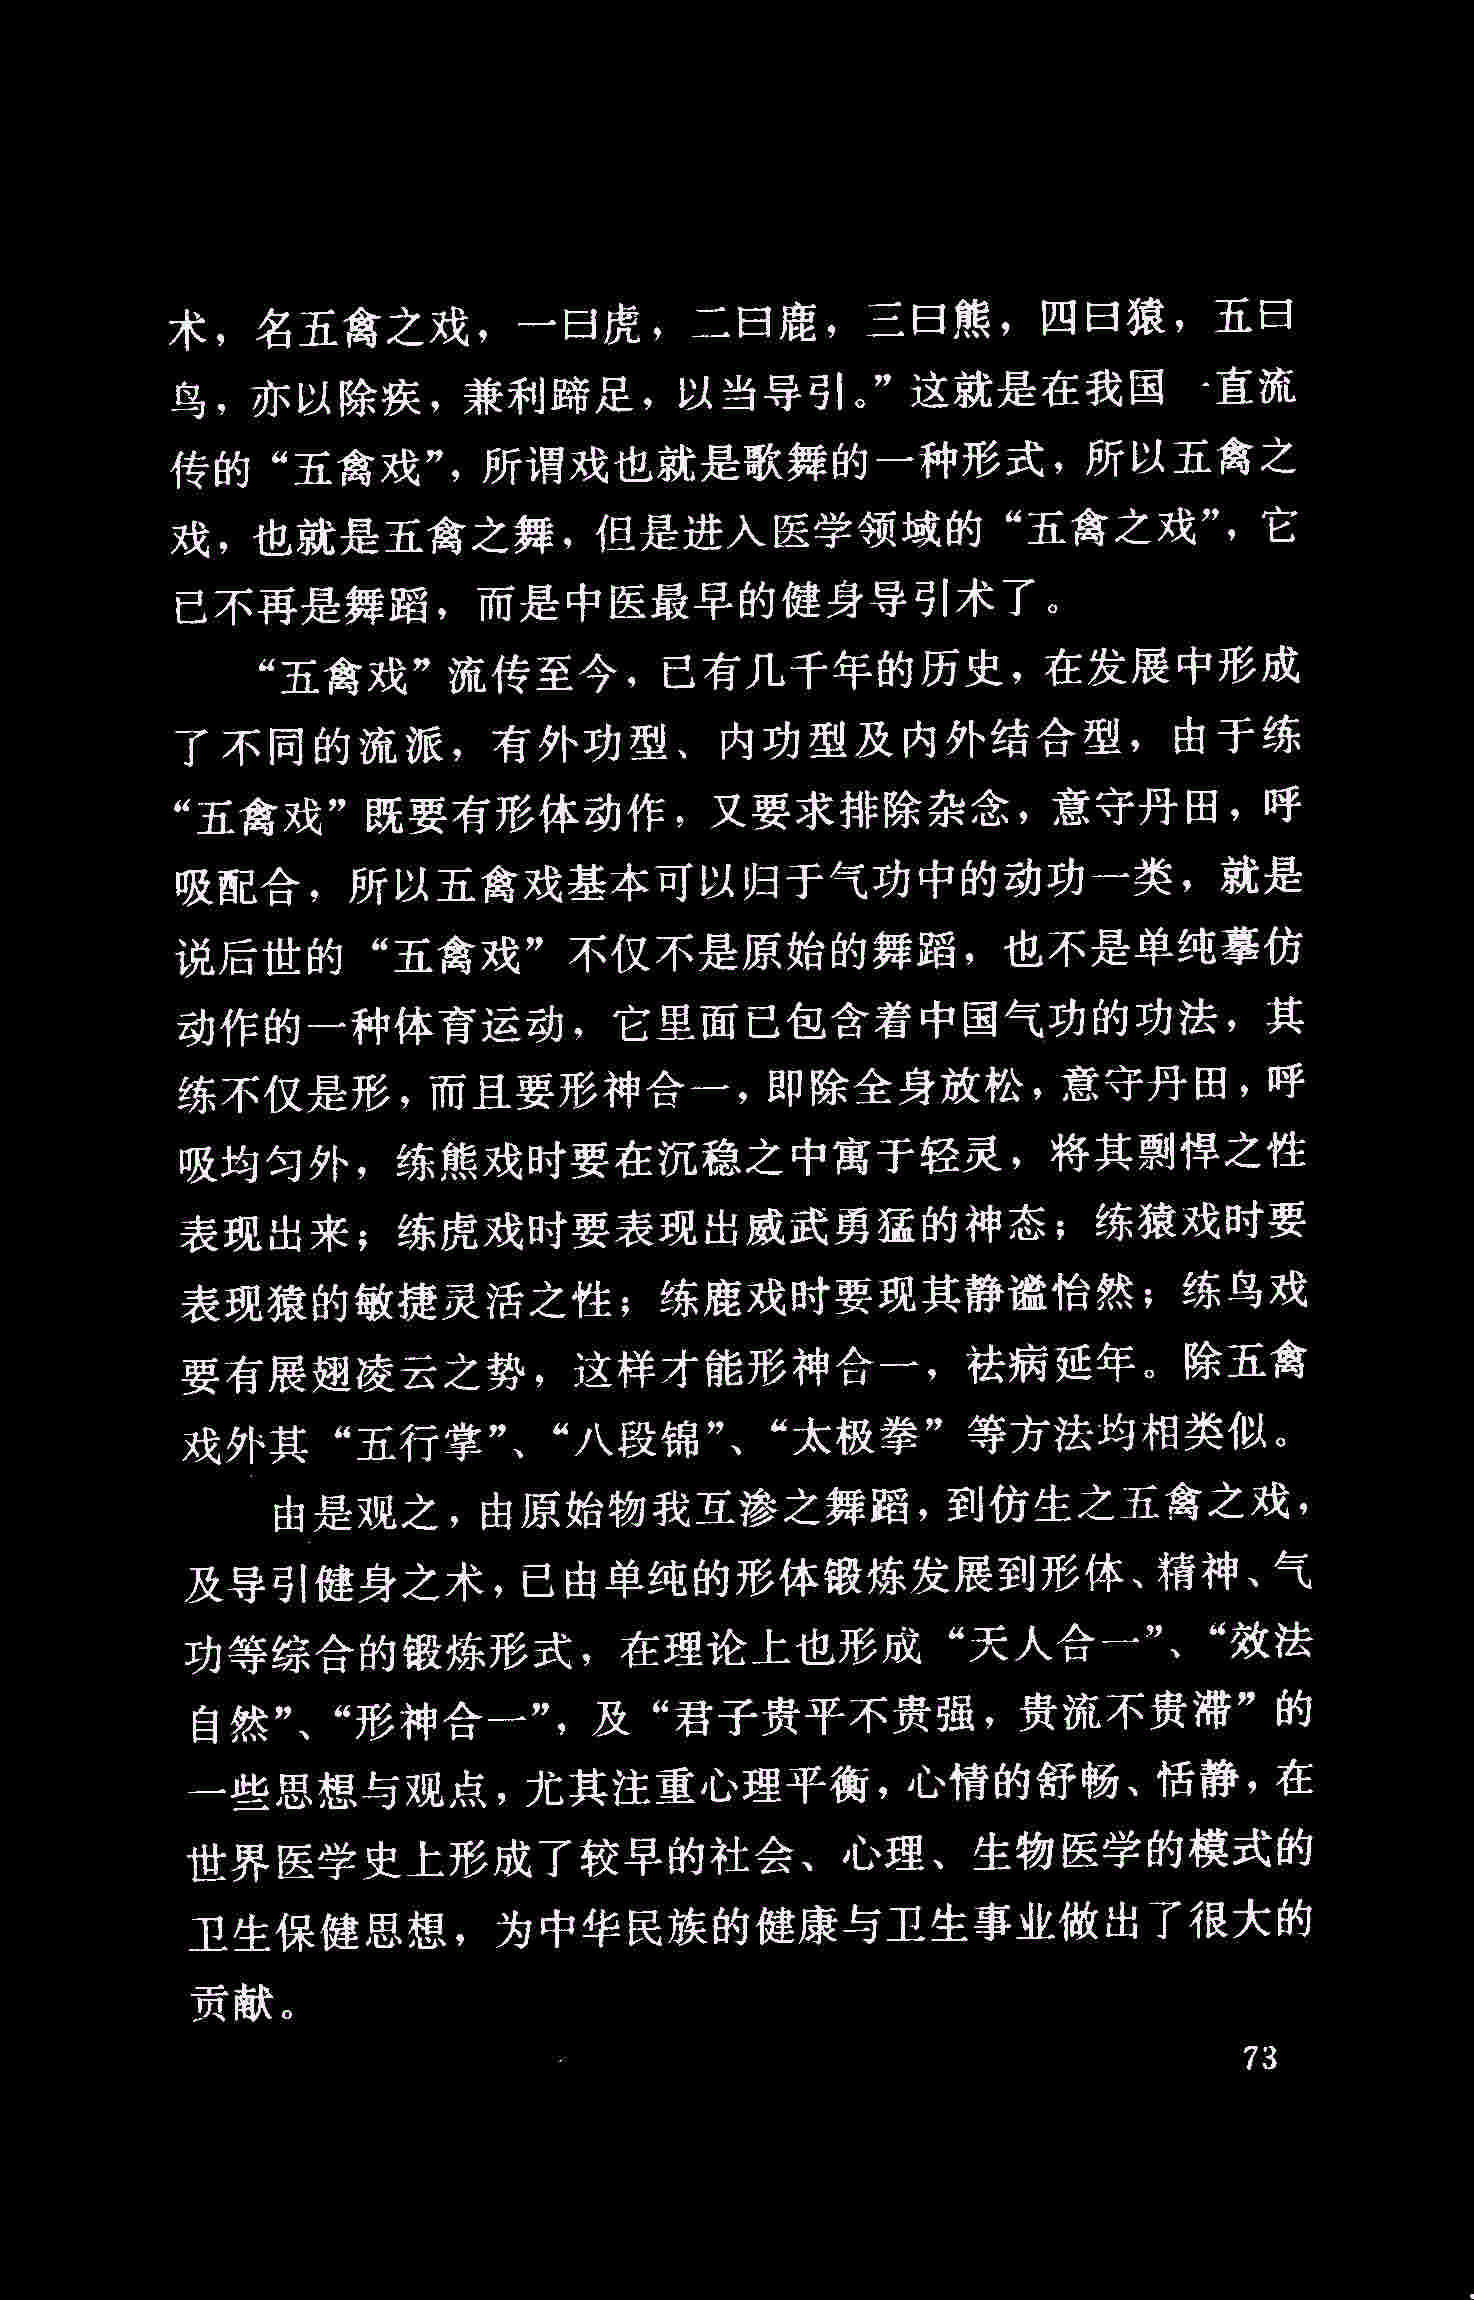 术，名五禽之戏，一曰虎，二曰鹿，三曰熊，四曰猿，五曰
鸟，亦以除疾，兼利蹄足，以当导引。”这就是在我国一直流
传的“五禽戏”，所谓戏也就是歌舞的一种形式，所以五禽之
戏，也就是五禽之舞，但是进入医学领域的“五禽之戏”，它
已不再是舞蹈，而是中医最早的健身导引术了。
“五禽戏”流传至今，已有几千年的历史，在发展中形成
了不同的流派，有外功型、内功型及内外结合型，由于练
“五禽戏”既要有形体动作，又要求排除杂念，意守丹田，呼
吸配合，所以五禽戏基本可以归于气功中的动功一类，就是
说后世的“五禽戏”不仅不是原始的舞蹈，也不是单纯摹仿
动作的一种体育运动，它里面已包含着中国气功的功法，其
练不仅是形，而且要形神合一，即除全身放松，意守丹田，呼
吸均匀外，练熊戏时要在沉稳之中寓于轻灵，将其剽悍之性
表现出来；练虎戏时要表现出威武勇猛的神态；练猿戏时要
表现猿的敏捷灵活之性；练鹿戏时要现其静谧怡然；练鸟戏
要有展翅凌云之势，这样才能形神合一，祛病延年。除五禽
戏外其“五行掌”、“八段锦”、“太极拳”等方法均相类似。
由是观之，由原始物我互渗之舞蹈，到仿生之五禽之戏，
及导引健身之术，已由单纯的形体锻炼发展到形体、精神、气
功等综合的锻炼形式，在理论上也形成“天人合一”、“效法
自然”、“形神合一”，及“君子贵平不贵强，贵流不贵滞”的
一些思想与观点，尤其注重心理平衡，心情的舒畅、恬静，在
世界医学史上形成了较早的社会、心理、生物医学的模式的
卫生保健思想，为中华民族的健康与卫生事业做出了很大的
贡献。
73